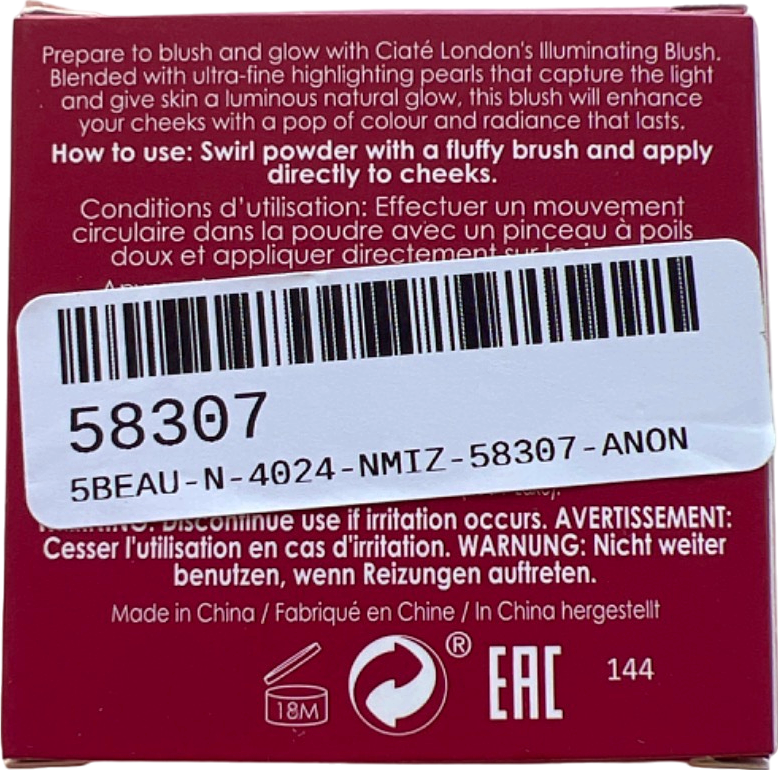 Prepare to blush and glow with Ciaté London's Illuminating Blush.
Blended with ultra-fine highlighting pearls that capture the light
and give skin a luminous natural glow, this blush will enhance
your cheeks with a pop of colour and radiance that lasts.
How to use: Swirl powder with a fluffy brush and apply
directly to cheeks.
Conditions d'utilisation: Effectuer un mouvement
circulaire dans la poudre avec un pinceau à poils
doux et appliquer directement sur
58307
5BEAU-N-4024-NMIZ-58307-ANON
Discontinue use if irritation occurs. AVERTISSEMENT:
Cesser l'utilisation en cas d'irritation. WARNUNG: Nicht weiter
benutzen, wenn Reizungen auftreten.
Made in China / Fabriqué en Chine / In China hergestellt
®
18M
EAC
144